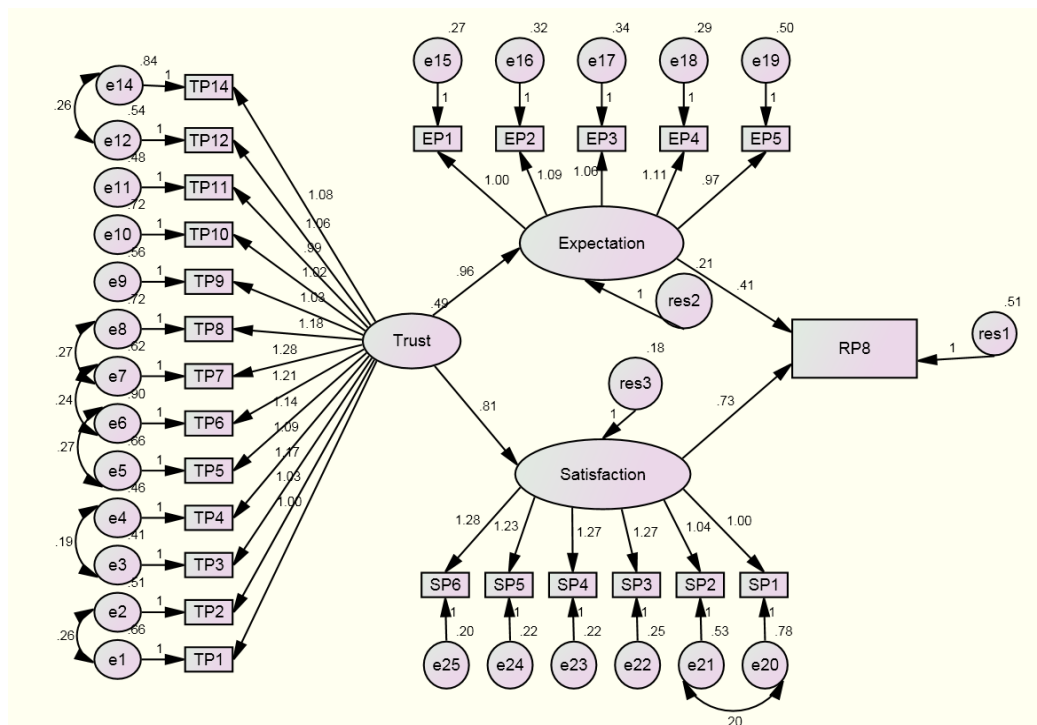 .27 .32 .34 .29 .50
e15 e16 e17 e18 e19
1 1 1 1 1
EP1 EP2 EP3 EP4 EP5
1.00 1.09 1.06 1.11 .97
Expectation
.21
1 res2
.96
.41
.84
e14 1 TP14
.26
.54
e12 1 TP12
.48
e11 1 TP11
.72
e10 1 TP10
.56
e9 1 TP9
.72
e8 1 TP8
.27
.62
e7 1 TP7
.24
.90
e6 1 TP6
.27
.66
e5 1 TP5
.46
e4 1 TP4
.19
.41
e3 1 TP3
.51
e2 1 TP2
.26
.66
e1 1 TP1
1.08
1.06
.99
1.02
1.03
1.18
1.28
1.21
1.14
1.09
1.17
1.03
1.00
.49
Trust
.81
.51
res1
1
RP8
.73
.18
res3
1
Satisfaction
1.28 1.23 1.27 1.27 1.04 1.00
SP6 SP5 SP4 SP3 SP2 SP1
1 1 1 1 1 1
.20 .22 .22 .25 .53 .78
e25 e24 e23 e22 e21 e20
.20